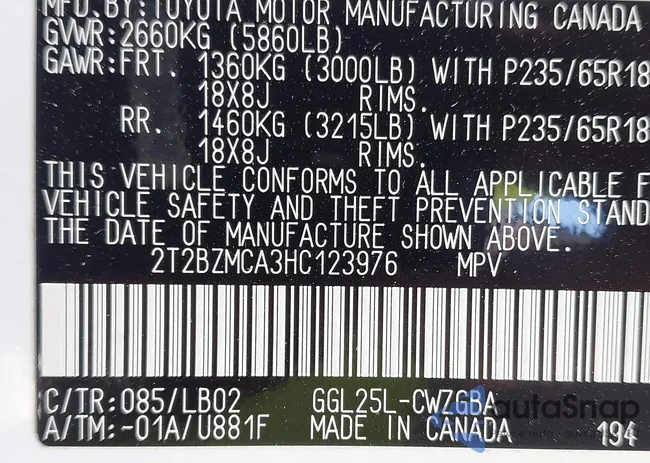 MFD.BY:TOYOTA MOTOR MANUFACTURING CANADA
GVWR:2660KG (5860LB)
GAWR:FRT. 1360KG (3000LB) WITH P235/65R18
18X8J RIMS.
RR. 1460KG (3215LB) WITH P235/65R18
18X8J RIMS.
THIS VEHICLE CONFORMS TO ALL APPLICABLE F
VEHICLE SAFETY AND THEFT PREVENTION STAND
THE DATE OF MANUFACTURE SHOWN ABOVE.
2T2BZMCA3HC123976 MPV
C/TR:085/LB02 GGL25L-CWZGBA
A/TM:-01A/U881F MADE IN CANADA 194
autoSnap